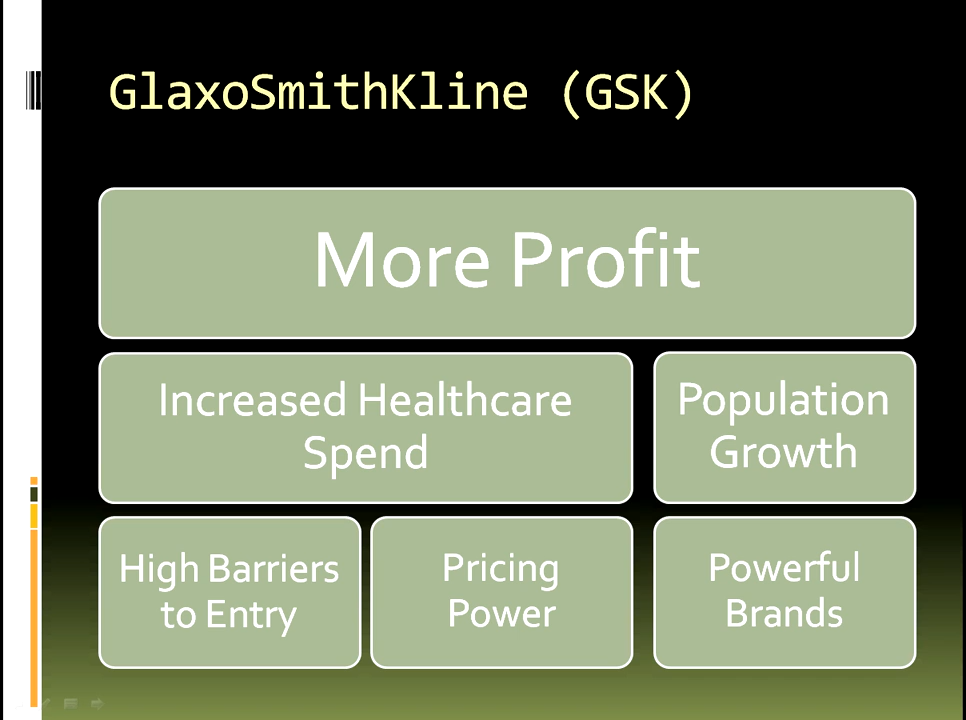 GlaxoSmithKline (GSK)
More Profit
Increased Healthcare
Spend
Population
Growth
High Barriers
to Entry
Pricing
Power
Powerful
Brands